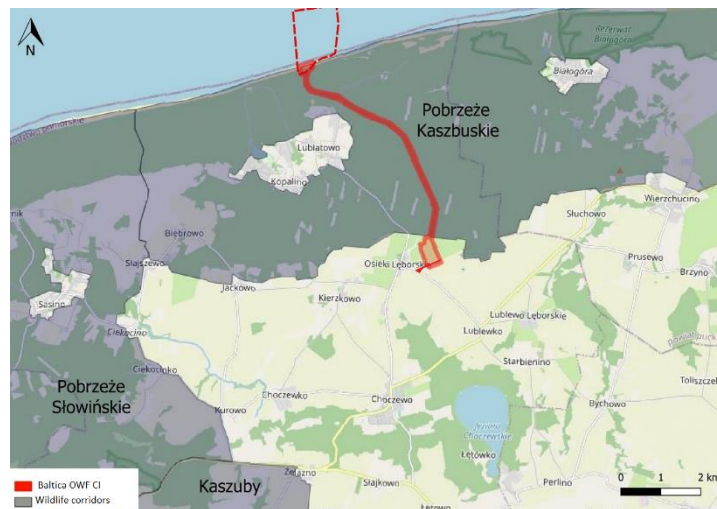 N
Rezerwat
Białogóra
Białogóra
Pobrzeże
Kaszbuskie
Lubiatowo
Kopalino
Wierzchucino
Słuchowo
Biebrowo
Słajszewo
Osieki Lęborskie
Prusewo
Brzyno
Sasino
Jackowo
Kierzkowo
Lublewo Lęborskie
Lublewko
Ciekocino
Starbienino
Ciekocinko
Pobrzeże
Słowińskie
Choczewko
Choczewo
Kurowo
Bychowo
Jezioro
Choczewskie
Łętówko
Żelazno
Kaszuby
Słajkowo
Perlino
Łętowo
Baltica OWF CI
Wildlife corridors
0 1 2 km